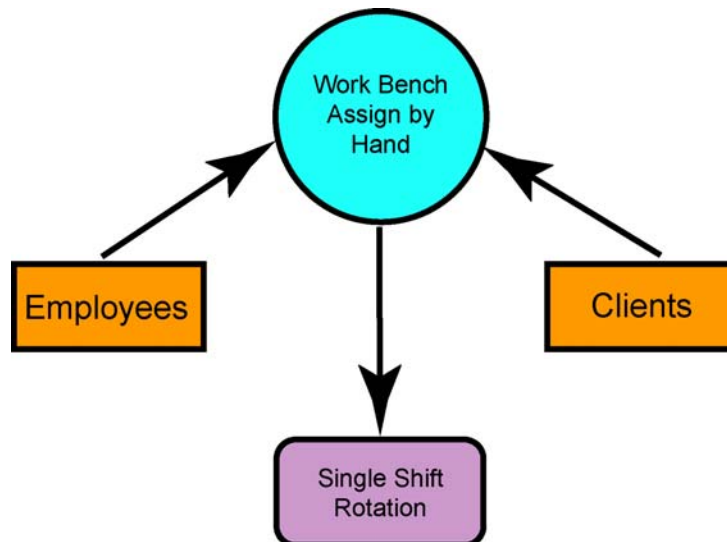 Work Bench
Assign by
Hand
Employees
Clients
Single Shift
Rotation